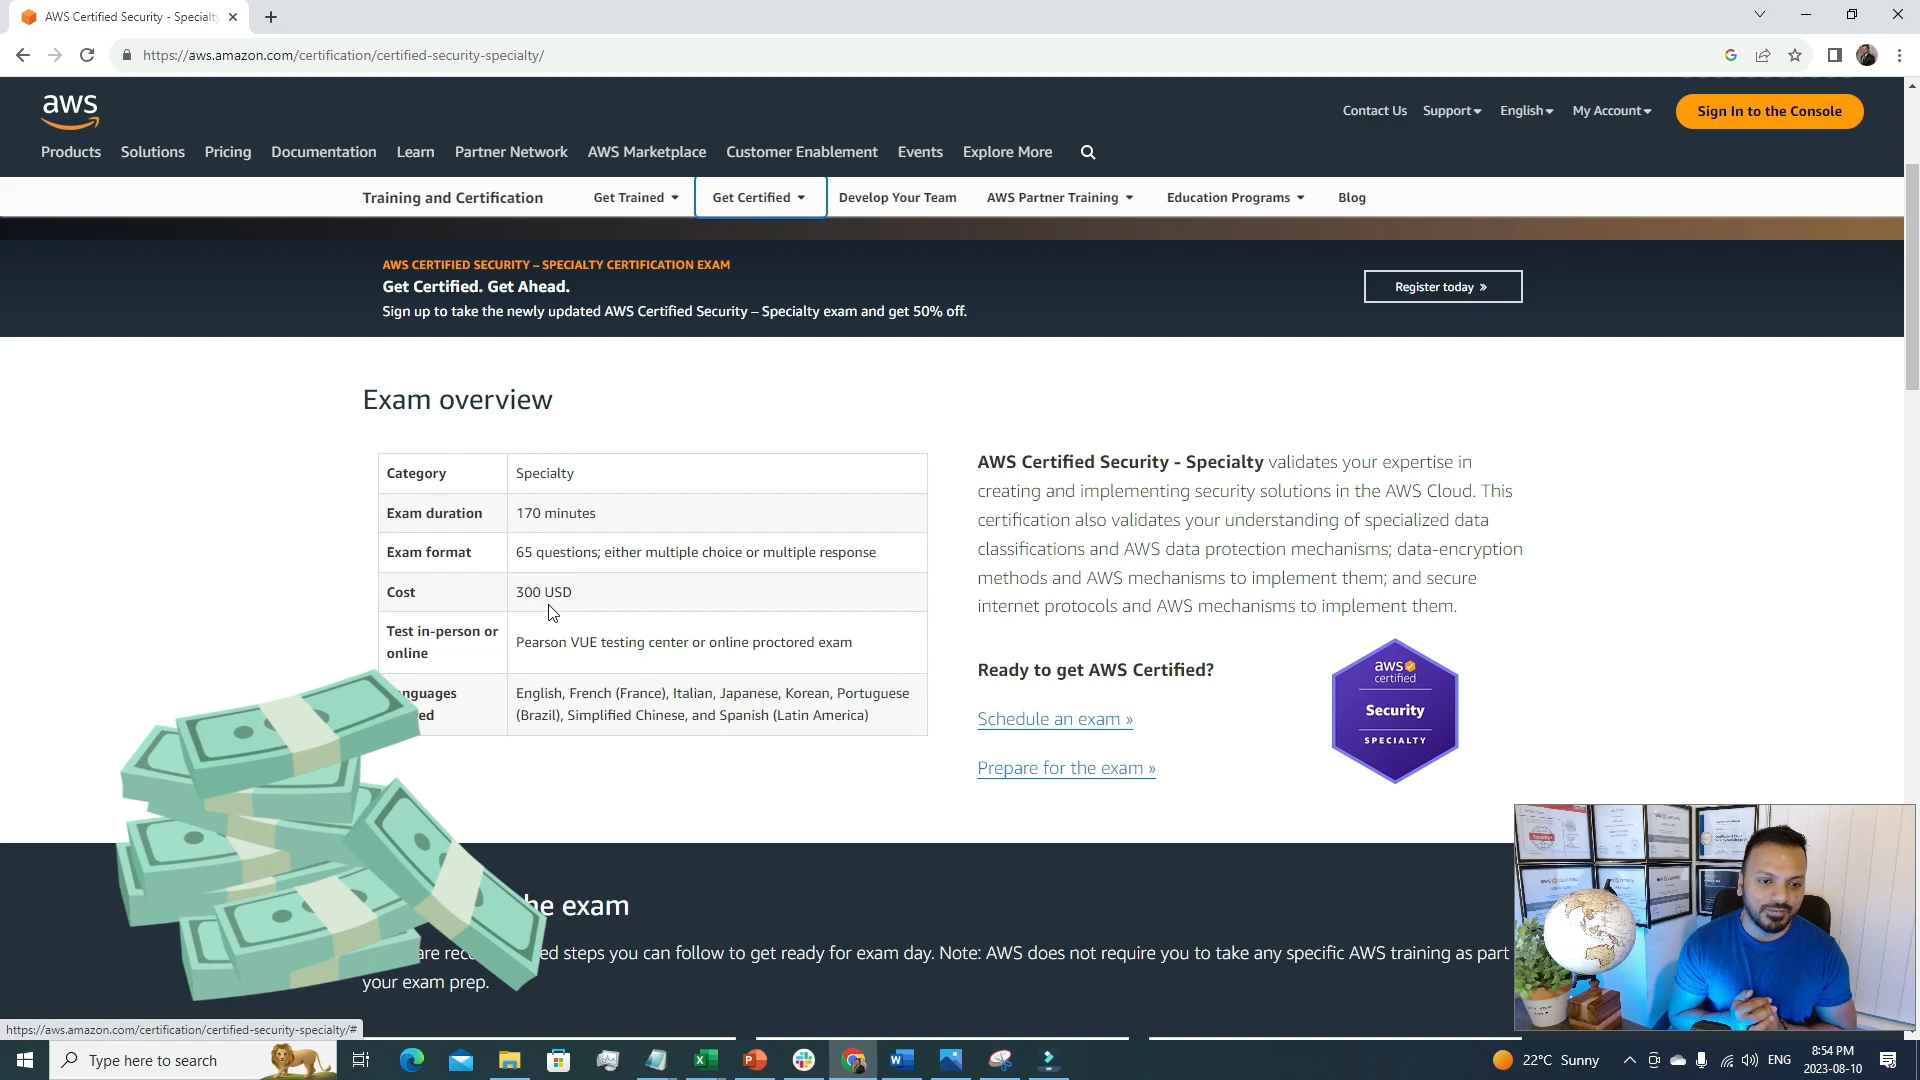 AWS Certified Security - Specialty
https://aws.amazon.com/certification/certified-security-specialty/
aws
Contact Us
Support
English
My Account
Sign In to the Console
Products
Solutions
Pricing
Documentation
Learn
Partner Network
AWS Marketplace
Customer Enablement
Events
Explore More
Training and Certification
Get Trained
Get Certified
Develop Your Team
AWS Partner Training
Education Programs
Blog
AWS CERTIFIED SECURITY – SPECIALTY CERTIFICATION EXAM
Get Certified. Get Ahead.
Sign up to take the newly updated AWS Certified Security – Specialty exam and get 50% off.
Register today »
Exam overview
Category
Specialty
Exam duration
170 minutes
Exam format
65 questions; either multiple choice or multiple response
Cost
300 USD
Test in-person or
online
Pearson VUE testing center or online proctored exam
nguages
ed
English, French (France), Italian, Japanese, Korean, Portuguese
(Brazil), Simplified Chinese, and Spanish (Latin America)
AWS Certified Security - Specialty validates your expertise in
creating and implementing security solutions in the AWS Cloud. This
certification also validates your understanding of specialized data
classifications and AWS data protection mechanisms; data-encryption
methods and AWS mechanisms to implement them; and secure
internet protocols and AWS mechanisms to implement them.
Ready to get AWS Certified?
Schedule an exam »
Prepare for the exam »
aws
certified
Security
SPECIALTY
he exam
are rec ed steps you can follow to get ready for exam day. Note: AWS does not require you to take any specific AWS training as part
your exam prep.
https://aws.amazon.com/certification/certified-security-specialty/#
Type here to search
22°C Sunny
ENG
8:54 PM
2023-08-10